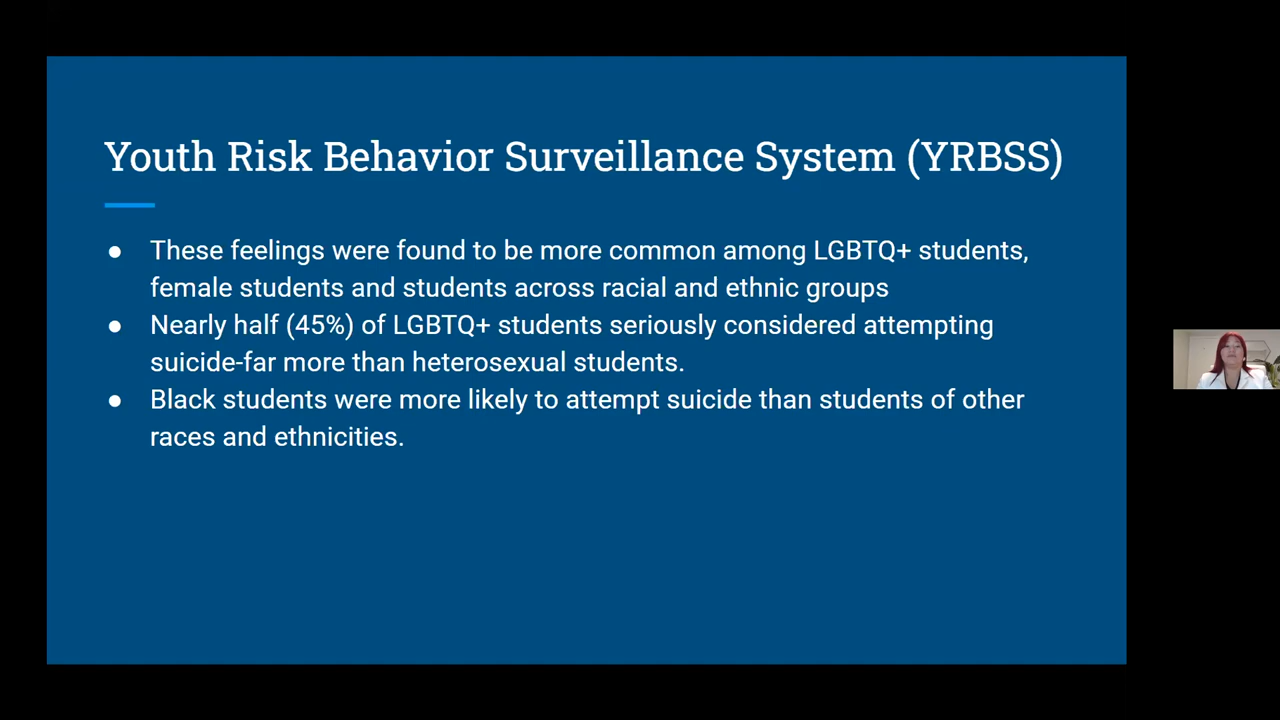 Youth Risk Behavior Surveillance System (YRBSS)
● These feelings were found to be more common among LGBTQ+ students,
female students and students across racial and ethnic groups
● Nearly half (45%) of LGBTQ+ students seriously considered attempting
suicide-far more than heterosexual students.
● Black students were more likely to attempt suicide than students of other
races and ethnicities.